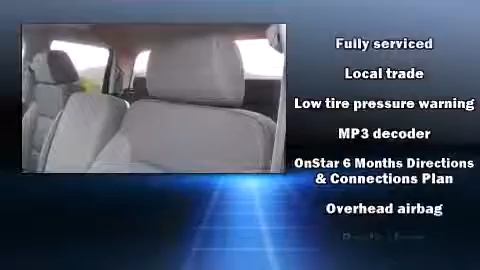 Fully serviced
Local trade
Low tire pressure warning
MP3 decoder
OnStar 6 Months Directions
& Connections Plan
Overhead airbag